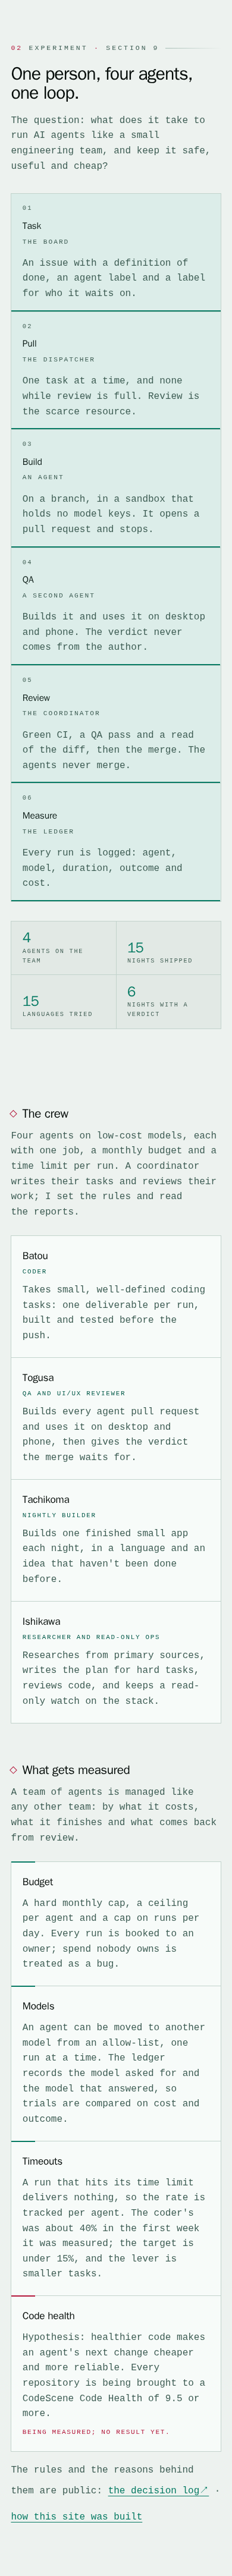 02 EXPERIMENT · SECTION 9
One person, four agents,
one loop.
The question: what does it take to
run AI agents like a small
engineering team, and keep it safe,
useful and cheap?
01
Task
THE BOARD
An issue with a definition of
done, an agent label and a label
for who it waits on.
02
Pull
THE DISPATCHER
One task at a time, and none
while review is full. Review is
the scarce resource.
03
Build
AN AGENT
On a branch, in a sandbox that
holds no model keys. It opens a
pull request and stops.
04
QA
A SECOND AGENT
Builds it and uses it on desktop
and phone. The verdict never
comes from the author.
05
Review
THE COORDINATOR
Green CI, a QA pass and a read
of the diff, then the merge. The
agents never merge.
06
Measure
THE LEDGER
Every run is logged: agent,
model, duration, outcome and
cost.
4
AGENTS ON THE
TEAM
15
NIGHTS SHIPPED
15
LANGUAGES TRIED
6
NIGHTS WITH A
VERDICT
The crew
Four agents on low-cost models, each
with one job, a monthly budget and a
time limit per run. A coordinator
writes their tasks and reviews their
work; I set the rules and read
the reports.
Batou
CODER
Takes small, well-defined coding
tasks: one deliverable per run,
built and tested before the
push.
Togusa
QA AND UI/UX REVIEWER
Builds every agent pull request
and uses it on desktop and
phone, then gives the verdict
the merge waits for.
Tachikoma
NIGHTLY BUILDER
Builds one finished small app
each night, in a language and an
idea that haven't been done
before.
Ishikawa
RESEARCHER AND READ-ONLY OPS
Researches from primary sources,
writes the plan for hard tasks,
reviews code, and keeps a read-
only watch on the stack.
What gets measured
A team of agents is managed like
any other team: by what it costs,
what it finishes and what comes back
from review.
Budget
A hard monthly cap, a ceiling
per agent and a cap on runs per
day. Every run is booked to an
owner; spend nobody owns is
treated as a bug.
Models
An agent can be moved to another
model from an allow-list, one
run at a time. The ledger
records the model asked for and
the model that answered, so
trials are compared on cost and
outcome.
Timeouts
A run that hits its time limit
delivers nothing, so the rate is
tracked per agent. The coder's
was about 40% in the first week
it was measured; the target is
under 15%, and the lever is
smaller tasks.
Code health
Hypothesis: healthier code makes
an agent's next change cheaper
and more reliable. Every
repository is being brought to a
CodeScene Code Health of 9.5 or
more.
BEING MEASURED; NO RESULT YET.
The rules and the reasons behind
them are public: the decision log↗ ·
how this site was built